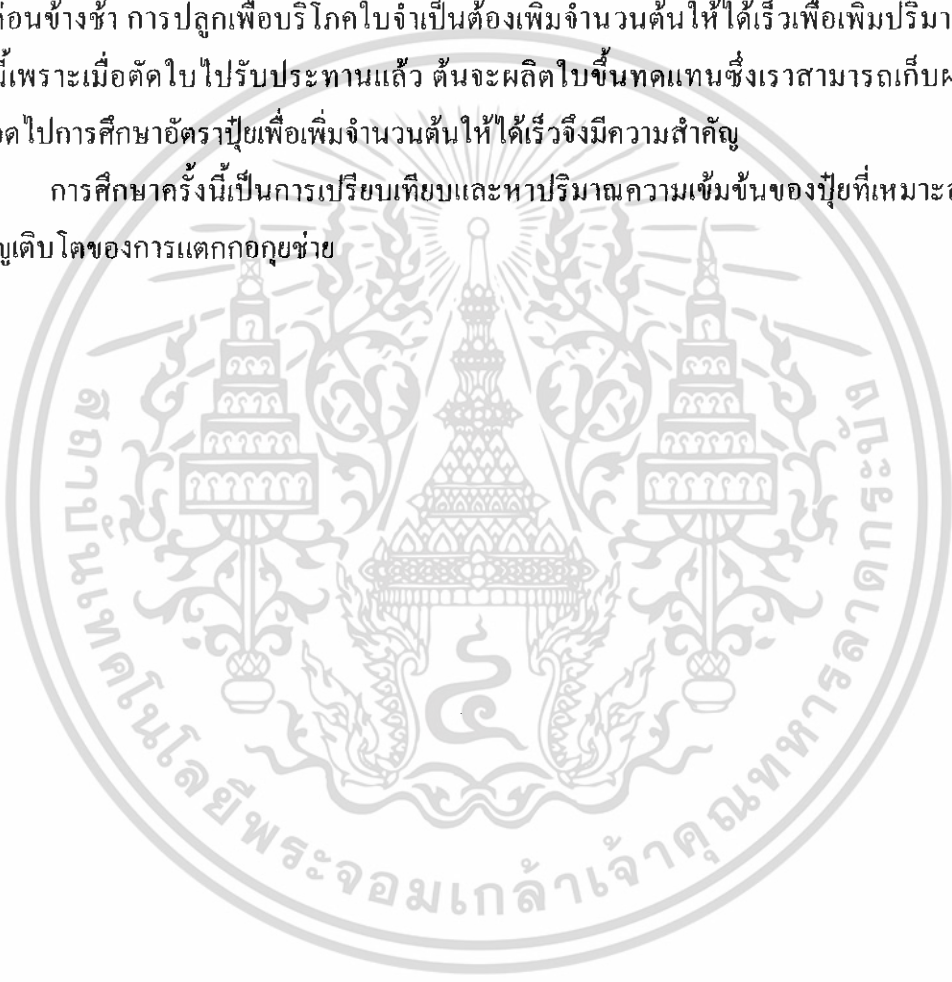 ค่อนข้างช้า การปลูกเพื่อบริโภคใบจำเป็นต้องเพิ่มจำนวนต้นให้ได้เร็วเพื่อเพิ่มปริมา
นี้เพราะเมื่อตัดใบไปรับประทานแล้ว ต้นจะผลิตใบขึ้นทดแทนซึ่งเราสามารถเก็บผ
ดไปการศึกษาอัตราปุ๋ยเพื่อเพิ่มจำนวนต้นให้ได้เร็วจึงมีความสำคัญ
การศึกษาครั้งนี้เป็นการเปรียบเทียบและหาปริมาณความเข้มข้นของปุ๋ยที่เหมาะส
ญเติบโตของการแตกกอกุยช่าย
สถาบันเทคโนโลยีพระจอมเกล้าเจ้าคุณทหารลาดกระบัง
๔